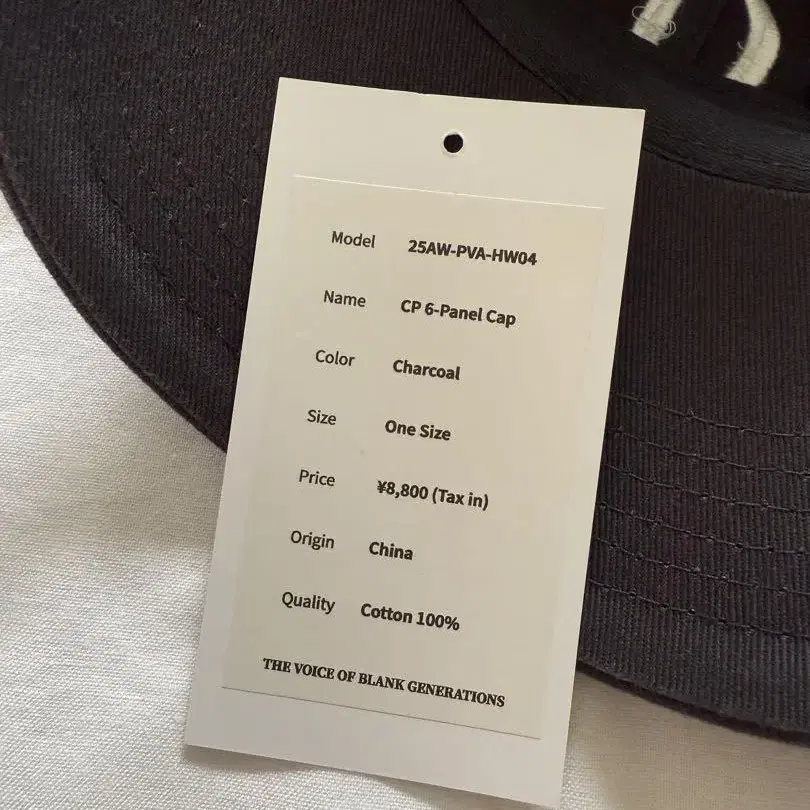 Model 25AW-PVA-HW04
Name CP 6-Panel Cap
Color Charcoal
Size One Size
Price ¥8,800 (Tax in)
Origin China
Quality Cotton 100%
THE VOICE OF BLANK GENERATIONS